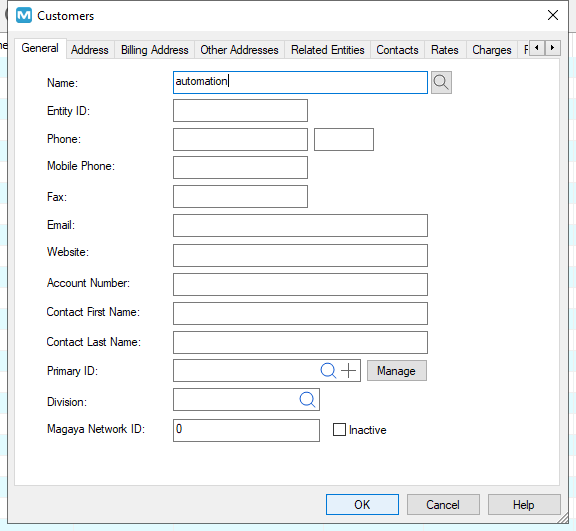 Customers
General Address Billing Address Other Addresses Related Entities Contacts Rates Charges
Name: automation
Entity ID:
Phone:
Mobile Phone:
Fax:
Email:
Website:
Account Number:
Contact First Name:
Contact Last Name:
Primary ID: Manage
Division:
Magaya Network ID: 0 Inactive
OK Cancel Help